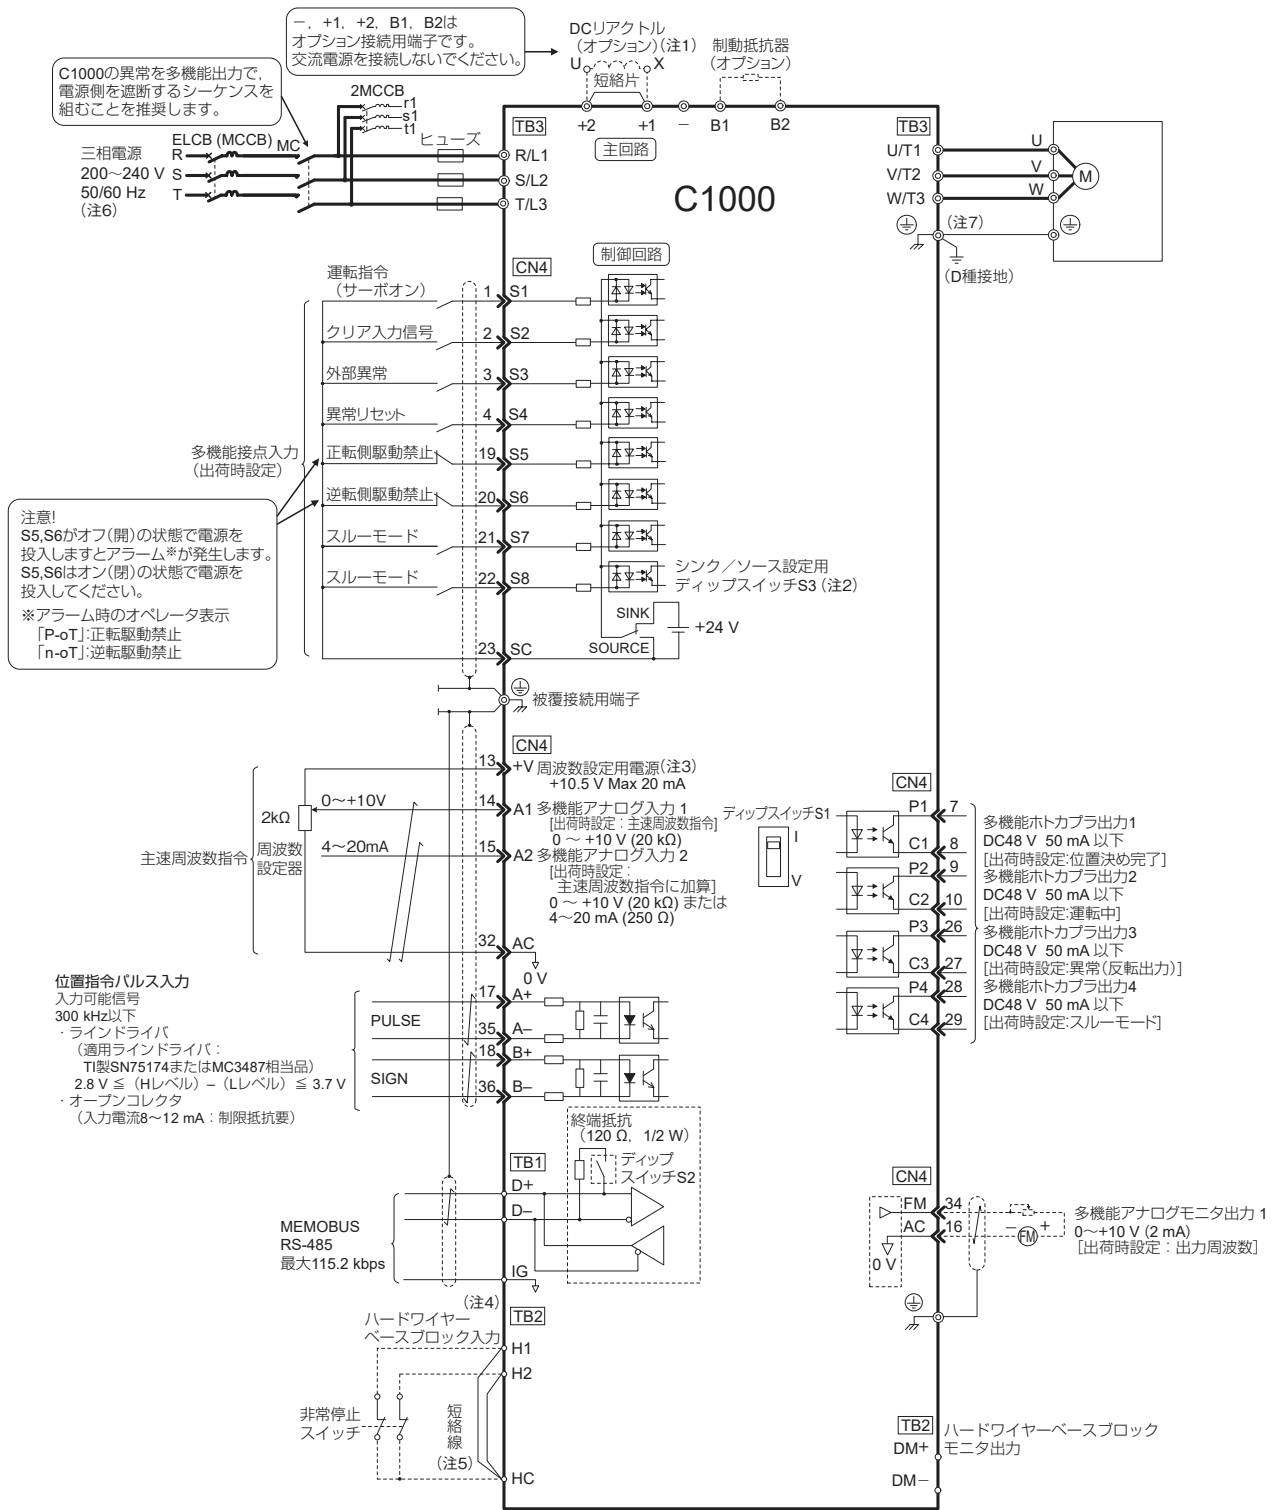 −，+1，+2，B1，B2は
オプション接続用端子です。
交流電源を接続しないでください。
DCリアクトル
（オプション）（注1）
U X
短絡片
制動抵抗器
（オプション）
C1000の異常を多機能出力で，
電源側を遮断するシーケンスを
組むことを推奨します。
2MCCB
r1
s1
t1
ELCB (MCCB)
MC
ヒューズ
三相電源
200〜240 V
50/60 Hz
（注6）
R
S
T
TB3
+2
+1
−
B1
B2
主回路
R/L1
S/L2
T/L3
C1000
TB3
U/T1
V/T2
W/T3
U
V
W
M
（注7）
（D種接地）
制御回路
CN4
運転指令
（サーボオン）
1 S1
クリア入力信号
2 S2
外部異常
3 S3
異常リセット
4 S4
多機能接点入力
（出荷時設定）
正転側駆動禁止
19 S5
逆転側駆動禁止
20 S6
スルーモード
21 S7
スルーモード
22 S8
注意!
S5,S6がオフ（開）の状態で電源を
投入しますとアラーム※が発生します。
S5,S6はオン（閉）の状態で電源を
投入してください。
※アラーム時のオペレータ表示
「P-oT」:正転駆動禁止
「n-oT」:逆転駆動禁止
シンク／ソース設定用
ディップスイッチS3（注2）
SINK
SOURCE
+24 V
23 SC
被覆接続用端子
CN4
13 +V 周波数設定用電源（注3）
+10.5 V Max 20 mA
2kΩ
0〜+10V
14 A1 多機能アナログ入力 1
[出荷時設定：主速周波数指令]
0 〜 +10 V (20 kΩ)
主速周波数指令
周波数
設定器
4〜20mA
15 A2 多機能アナログ入力 2
[出荷時設定：
主速周波数指令に加算]
0 〜 +10 V (20 kΩ) または
4〜20 mA (250 Ω)
32 AC
0 V
ディップスイッチS1
I
V
CN4
P1 7
C1 8
多機能ホトカプラ出力1
DC48 V 50 mA 以下
[出荷時設定:位置決め完了]
P2 9
C2 10
多機能ホトカプラ出力2
DC48 V 50 mA 以下
[出荷時設定:運転中]
P3 26
C3 27
多機能ホトカプラ出力3
DC48 V 50 mA 以下
[出荷時設定:異常（反転出力）]
P4 28
C4 29
多機能ホトカプラ出力4
DC48 V 50 mA 以下
[出荷時設定:スルーモード]
位置指令パルス入力
入力可能信号
300 kHz以下
・ラインドライバ
（適用ラインドライバ：
TI製SN75174またはMC3487相当品）
2.8 V ≦（Hレベル）−（Lレベル）≦ 3.7 V
・オープンコレクタ
（入力電流8〜12 mA：制限抵抗要）
PULSE
17 A+
35 A−
SIGN
18 B+
36 B−
終端抵抗
（120 Ω，1/2 W）
ディップ
スイッチS2
TB1
D+
D−
MEMOBUS
RS-485
最大115.2 kbps
IG
CN4
FM 34
AC 16
0 V
− FM +
多機能アナログモニタ出力 1
0〜+10 V (2 mA)
[出荷時設定：出力周波数]
（注4）
TB2
ハードワイヤー
ベースブロック入力
H1
H2
非常停止
スイッチ
短絡線
（注5）
HC
TB2
ハードワイヤーベースブロック
モニタ出力
DM+
DM−